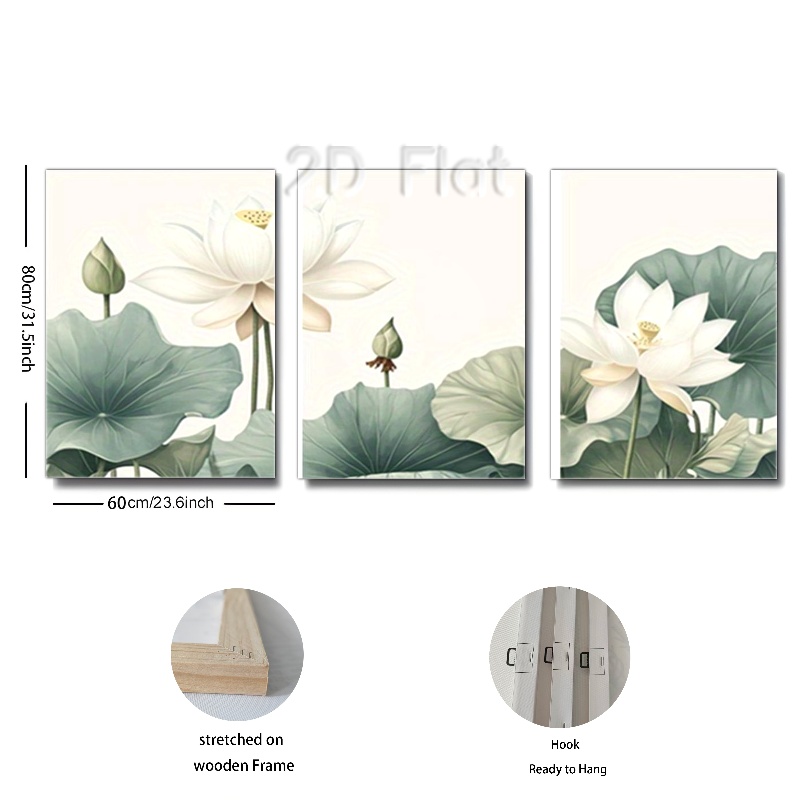 2D Flat
80cm/31.5inch
60cm/23.6inch
stretched on
wooden Frame
Hook
Ready to Hang